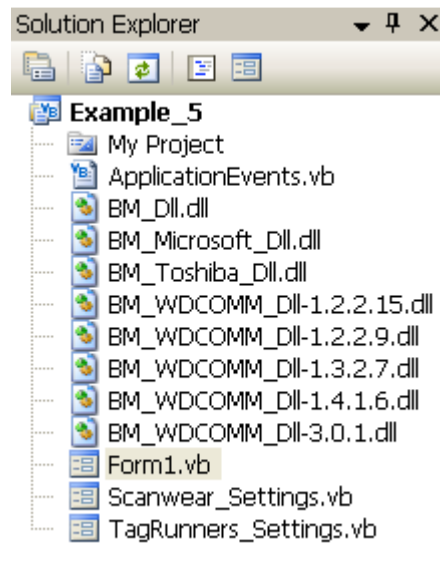 Solution Explorer
Example_5
My Project
ApplicationEvents.vb
BM_Dll.dll
BM_Microsoft_Dll.dll
BM_Toshiba_Dll.dll
BM_WDCOMM_Dll-1.2.2.15.dll
BM_WDCOMM_Dll-1.2.2.9.dll
BM_WDCOMM_Dll-1.3.2.7.dll
BM_WDCOMM_Dll-1.4.1.6.dll
BM_WDCOMM_Dll-3.0.1.dll
Form1.vb
Scanwear_Settings.vb
TagRunners_Settings.vb